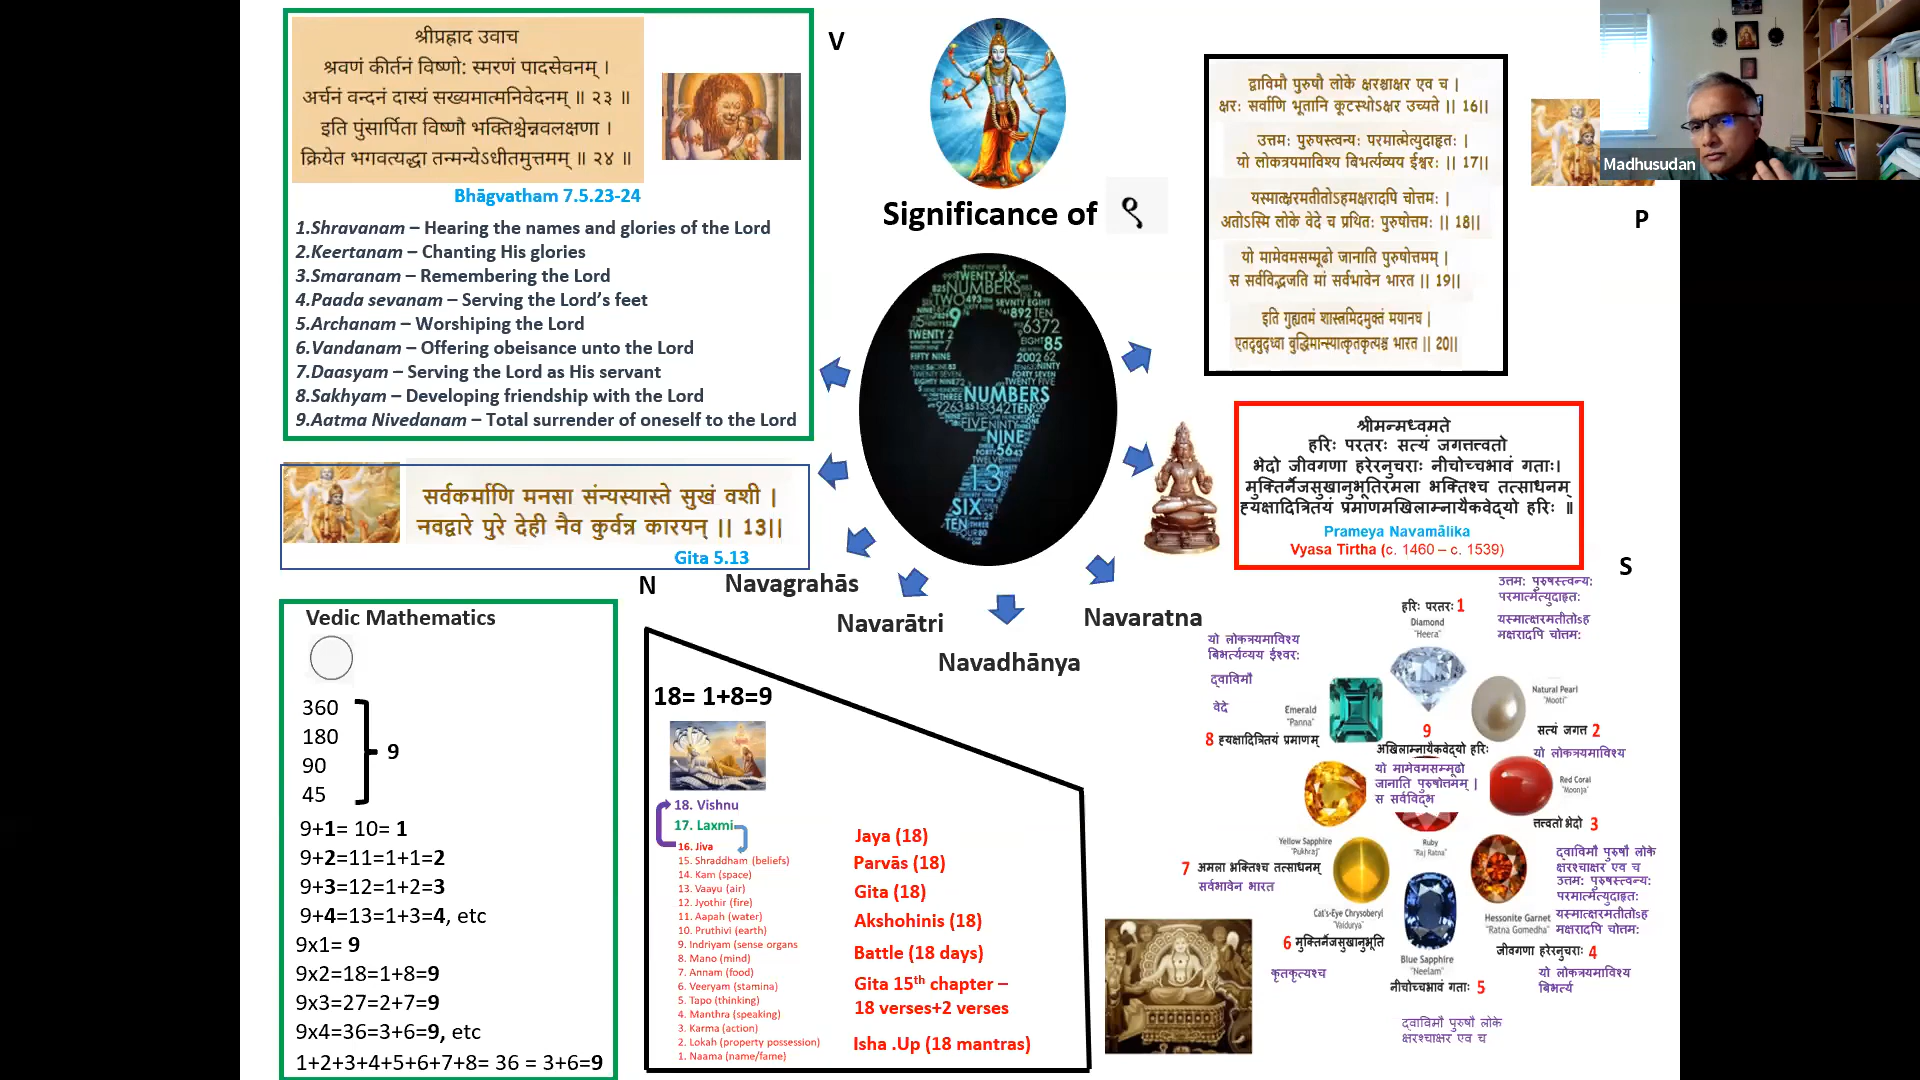 श्रीप्रह्राद उवाच
श्रवणं कीर्तनं विष्णोः स्मरणं पादसेवनम् ।
अर्चनं वन्दनं दास्यं सख्यमात्मनिवेदनम् ॥ २३ ॥
इति पुंसार्पिता विष्णौ भक्तिश्चेन्नवलक्षणा ।
क्रियेत भगवत्यद्धा तन्मन्येऽधीतमुत्तमम् ॥ २४ ॥
Bhāgvatham 7.5.23-24
1.Shravanam – Hearing the names and glories of the Lord
2.Keertanam – Chanting His glories
3.Smaranam – Remembering the Lord
4.Paada sevanam – Serving the Lord's feet
5.Archanam – Worshiping the Lord
6.Vandanam – Offering obeisance unto the Lord
7.Daasyam – Serving the Lord as His servant
8.Sakhyam – Developing friendship with the Lord
9.Aatma Nivedanam – Total surrender of oneself to the Lord
V
Significance of ९
द्वाविमौ पुरुषौ लोके क्षरश्चाक्षर एव च |
क्षरः सर्वाणि भूतानि कूटस्थोऽक्षर उच्यते || 16||
उत्तमः पुरुषस्त्वन्यः परमात्मेत्युदाहृतः |
यो लोकत्रयमाविश्य बिभर्त्यव्यय ईश्वरः || 17||
यस्मात्क्षरमतीतोऽहमक्षरादपि चोत्तमः |
अतोऽस्मि लोके वेदे च प्रथितः पुरुषोत्तमः || 18||
यो मामेवमसम्मूढो जानाति पुरुषोत्तमम् |
स सर्वविद्भजति मां सर्वभावेन भारत || 19||
इति गुह्यतमं शास्त्रमिदमुक्तं मयानघ |
एतद्बुद्ध्वा बुद्धिमान्स्यात्कृतकृत्यश्च भारत || 20||
Madhusudan
P
सर्वकर्माणि मनसा संन्यस्यास्ते सुखं वशी |
नवद्वारे पुरे देही नैव कुर्वन्न कारयन् || 13||
Gita 5.13
श्रीमन्मध्वमते
हरिः परतरः सत्यं जगत्तत्वतो
भेदो जीवगणा हरेरनुचराः नीचोच्चभावं गताः।
मुक्तिर्नैजसुखानुभूतिरमला भक्तिश्च तत्साधनम्
ह्यक्षादित्रितयं प्रमाणमखिलाम्नायैकवेद्यो हरिः ॥
Prameya Navamālika
Vyasa Tirtha (c. 1460 – c. 1539)
S
N
Navagrahās
Navarātri
Navadhānya
Navaratna
Vedic Mathematics
360
180
90
45
9
9+1= 10= 1
9+2=11=1+1=2
9+3=12=1+2=3
9+4=13=1+3=4, etc
9x1= 9
9x2=18=1+8=9
9x3=27=2+7=9
9x4=36=3+6=9, etc
1+2+3+4+5+6+7+8= 36 = 3+6=9
18= 1+8=9
18. Vishnu
17. Laxmi
16. Jiva
15. Shraddham (beliefs)
14. Kam (space)
13. Vaayu (air)
12. Jyothir (fire)
11. Aapah (water)
10. Pruthivi (earth)
9. Indriyam (sense organs
8. Mano (mind)
7. Annam (food)
6. Veeryam (stamina)
5. Tapo (thinking)
4. Manthra (speaking)
3. Karma (action)
2. Lokah (property possession)
1. Naama (name/fame)
Jaya (18)
Parvās (18)
Gita (18)
Akshohinis (18)
Battle (18 days)
Gita 15th chapter –
18 verses+2 verses
Isha .Up (18 mantras)
उत्तमः पुरुषस्त्वन्यः
परमात्मेत्युदाहृतः
यस्मात्क्षरमतीतोऽह
मक्षरादपि चोत्तमः
हरिः परतरः 1
Diamond
"Heera"
यो लोकत्रयमाविश्य
बिभर्त्यव्यय ईश्वरः
द्वाविमौ
वेदे
Emerald
"Panna"
8 ह्यक्षादित्रितयं प्रमाणम्
Natural Pearl
"Mooti"
सत्यं जगत्त 2
यो लोकत्रयमाविश्य
9
अखिलाम्नायैकवेद्यो हरिः
यो मामेवमसम्मूढो
जानाति पुरुषोत्तमम् |
स सर्वविद्भ
Red Coral
"Moonja"
तत्वतो भेदो 3
Ruby
"Raj Ratna"
Yellow Sapphire
"Pukhraj"
7 अमला भक्तिश्च तत्साधनम्
सर्वभावेन भारत
द्वाविमौ पुरुषौ लोके
क्षरश्चाक्षर एव च
उत्तमः पुरुषस्त्वन्यः
परमात्मेत्युदाहृतः
यस्मात्क्षरमतीतोऽह
मक्षरादपि चोत्तमः
Hessonite Garnet
"Ratna Gomedha"
जीवगणा हरेरनुचराः 4
यो लोकत्रयमाविश्य
बिभर्त्य
Cat's-Eye Chrysoberyl
"Vaidurya"
6 मुक्तिर्नैजसुखानुभूति
कृतकृत्यश्च
Blue Sapphire
"Neelam"
नीचोच्चभावं गताः 5
द्वाविमौ पुरुषौ लोके
क्षरश्चाक्षर एव च